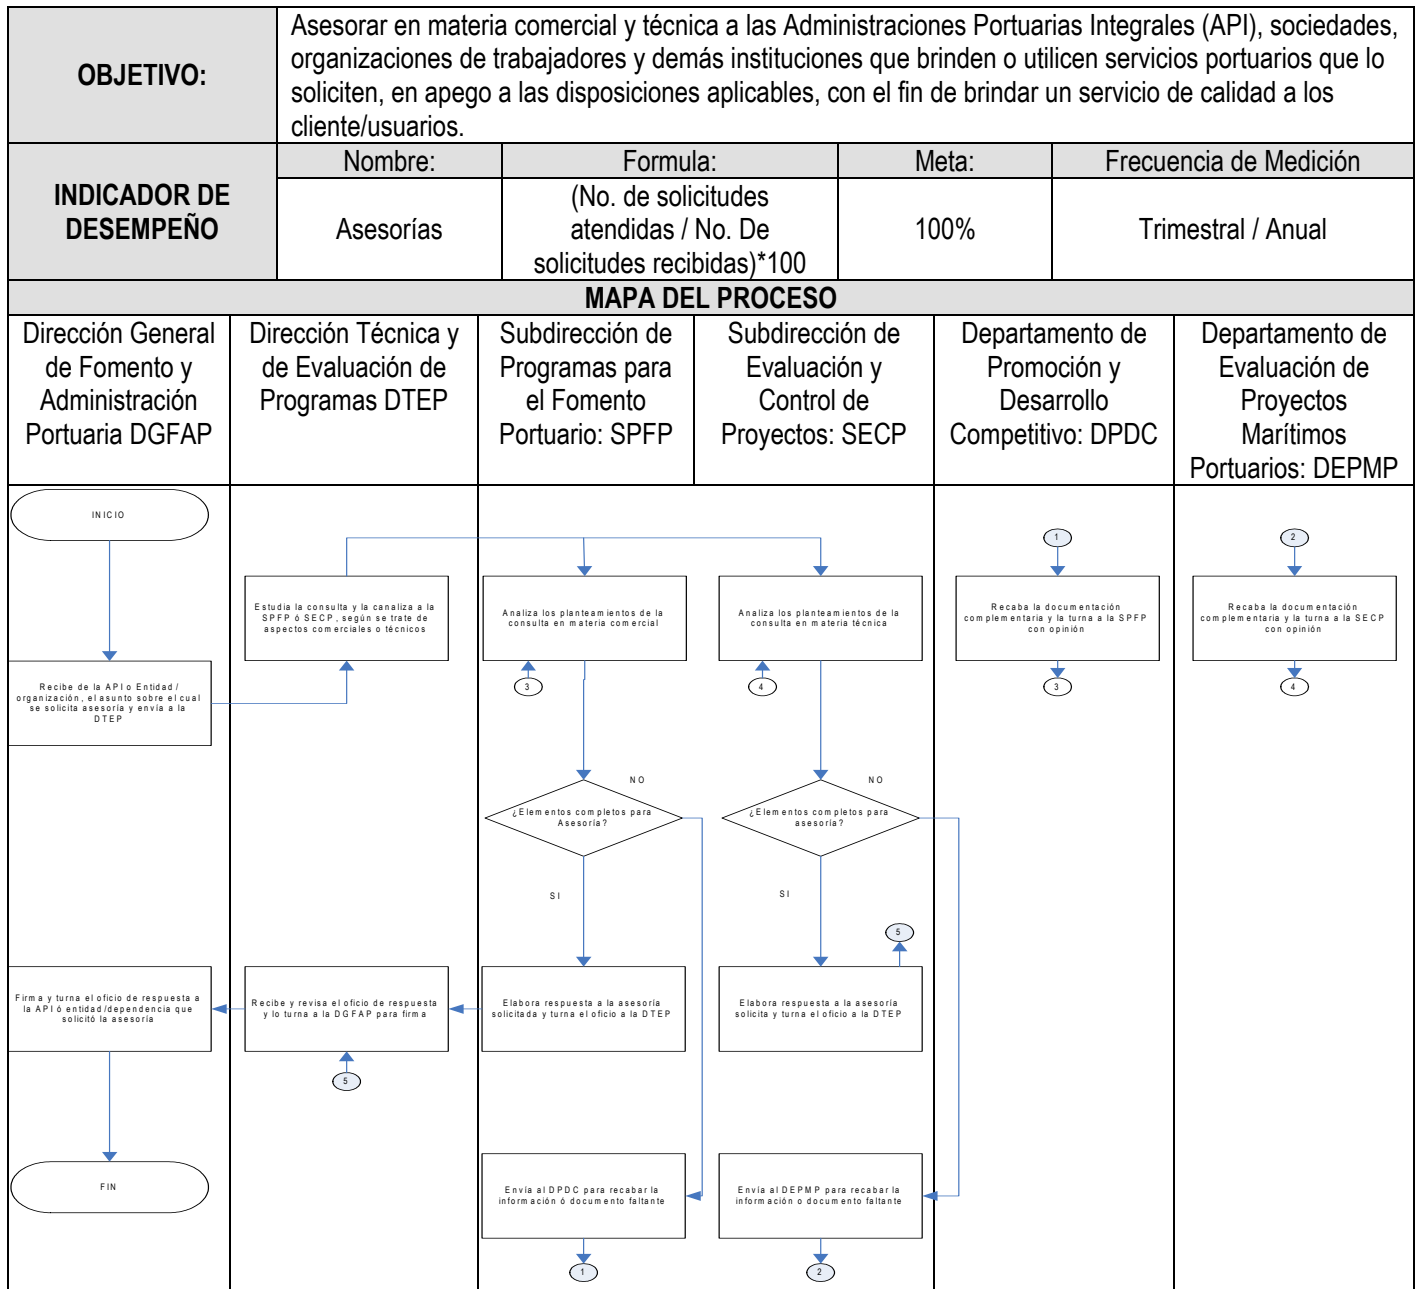 OBJETIVO:
Asesorar en materia comercial y técnica a las Administraciones Portuarias Integrales (API), sociedades,
organizaciones de trabajadores y demás instituciones que brinden o utilicen servicios portuarios que lo
soliciten, en apego a las disposiciones aplicables, con el fin de brindar un servicio de calidad a los
cliente/usuarios.
INDICADOR DE
DESEMPEÑO
Nombre:
Formula:
Meta:
Frecuencia de Medición
Asesorías
(No. de solicitudes
atendidas / No. De
solicitudes recibidas)*100
100%
Trimestral / Anual
MAPA DEL PROCESO
Dirección General
de Fomento y
Administración
Portuaria DGFAP
Dirección Técnica y
de Evaluación de
Programas DTEP
Subdirección de
Programas para
el Fomento
Portuario: SPFP
Subdirección de
Evaluación y
Control de
Proyectos: SECP
Departamento de
Promoción y
Desarrollo
Competitivo: DPDC
Departamento de
Evaluación de
Proyectos
Marítimos
Portuarios: DEPMP
INICIO
1
2
Estudia la consulta y la canaliza a la
SPFP ó SECP, según se trate de
aspectos comerciales o técnicos
Analiza los planteamientos de la
consulta en materia comercial
Analiza los planteamientos de la
consulta en materia técnica
Recaba la documentación
complementaria y la turna a la SPFP
con opinión
Recaba la documentación
complementaria y la turna a la SECP
con opinión
Recibe de la API o Entidad/
organización, el asunto sobre el cual
se solicita asesoría y envía a la
DTEP
3
4
3
4
NO
¿Elementos completos para
Asesoría?
SI
NO
¿Elementos completos para
asesoría?
SI
5
Firma y turna el oficio de respuesta a
la API ó entidad/dependencia que
solicitó la asesoría
Recibe y revisa el oficio de respuesta
y lo turna a la DGFAP para firma
Elabora respuesta a la asesoría
solicitada y turna el oficio a la DTEP
Elabora respuesta a la asesoría
solicita y turna el oficio a la DTEP
5
FIN
Envía al DPDC para recabar la
información ó documento faltante
Envía al DEPMP para recabar la
información o documento faltante
1
2